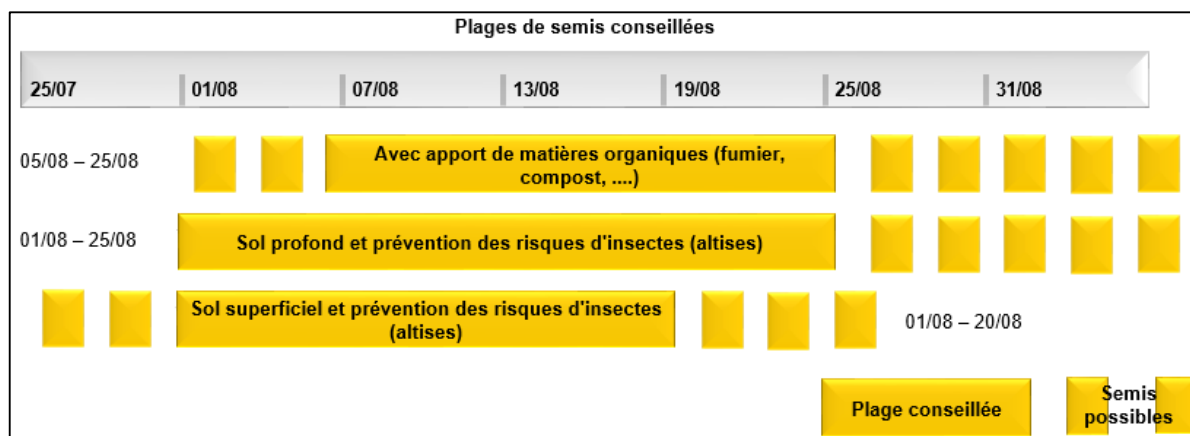 Plages de semis conseillées
25/07 01/08 07/08 13/08 19/08 25/08 31/08
05/08 – 25/08
Avec apport de matières organiques (fumier,
compost, ....)
01/08 – 25/08
Sol profond et prévention des risques d'insectes (altises)
Sol superficiel et prévention des risques d'insectes
(altises)
01/08 – 20/08
Plage conseillée
Semis
possibles